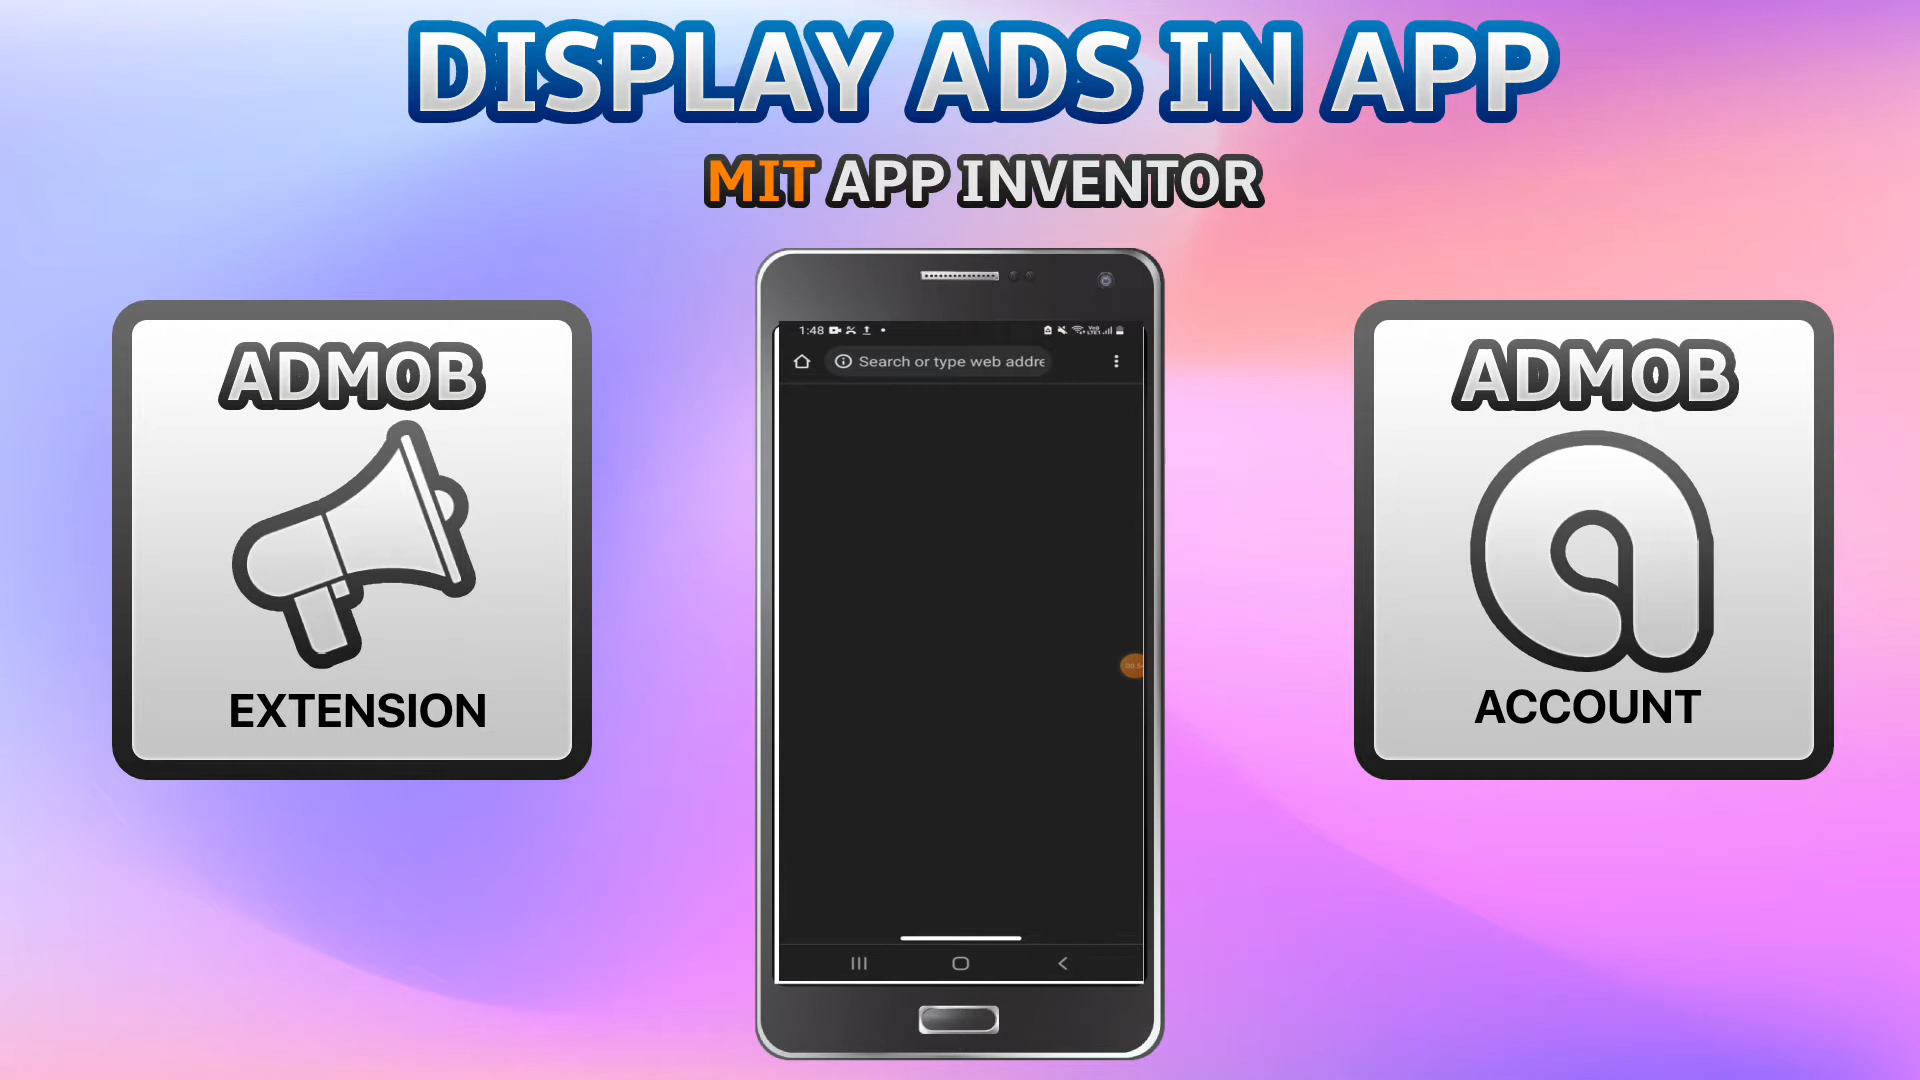 DISPLAY ADS IN APP
MIT APP INVENTOR
ADMOB
EXTENSION
1:48
Search or type web addre
ADMOB
ACCOUNT